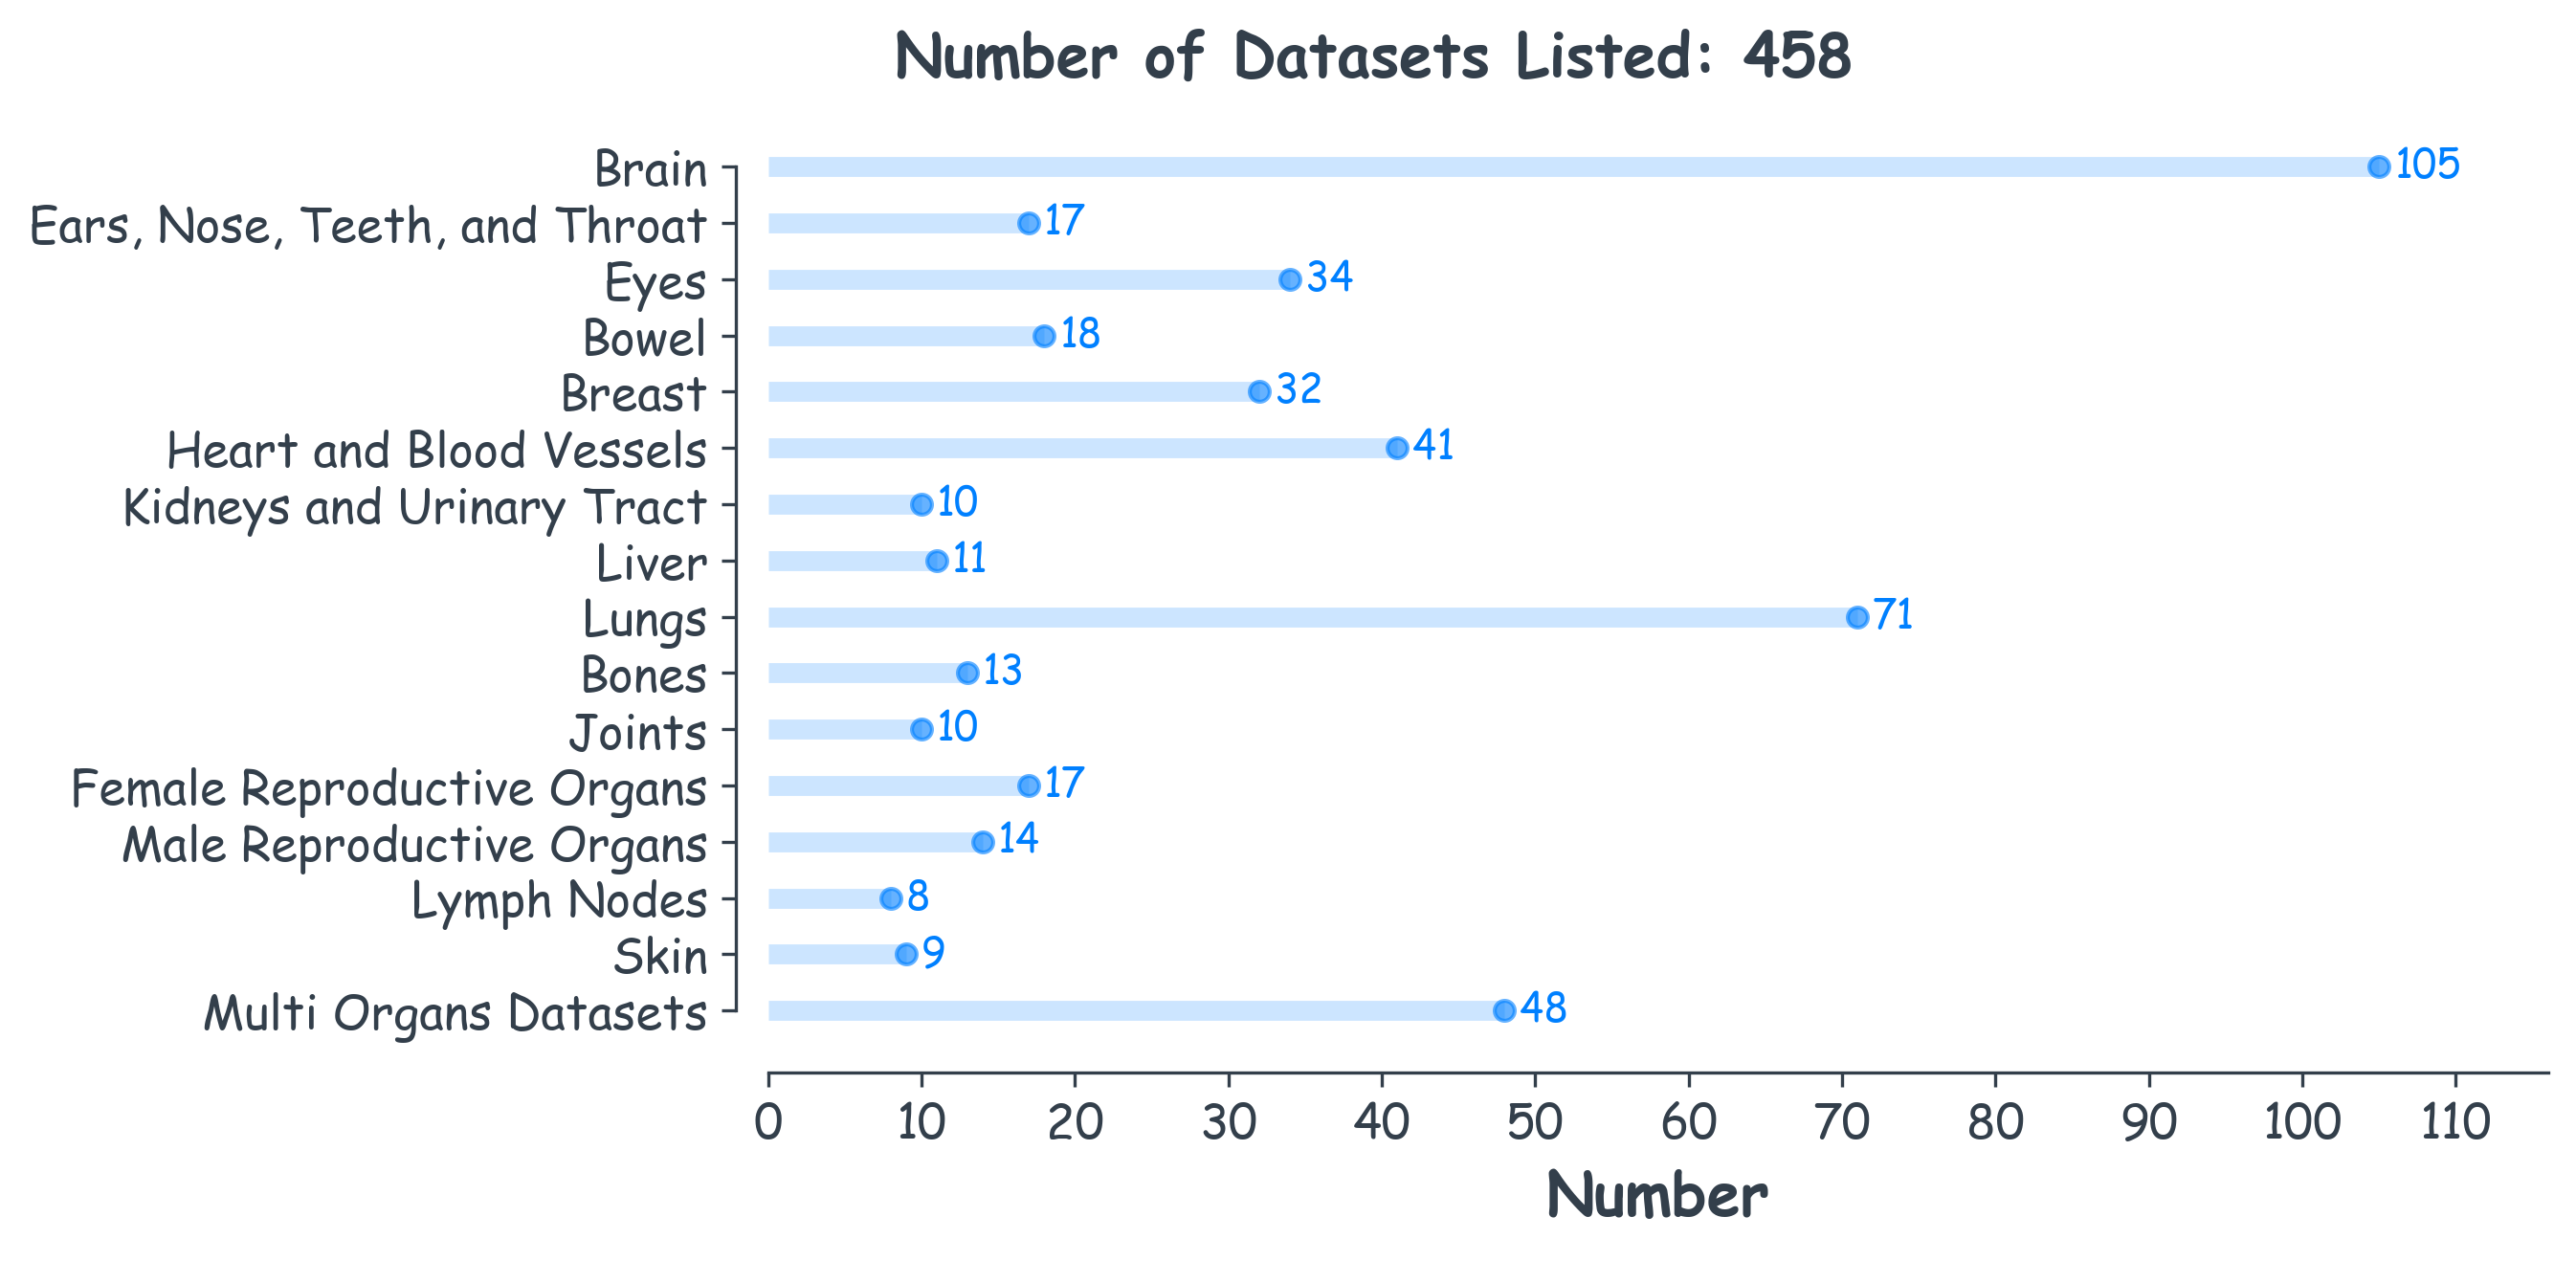 Number of Datasets Listed: 458
Brain 105
Ears, Nose, Teeth, and Throat 17
Eyes 34
Bowel 18
Breast 32
Heart and Blood Vessels 41
Kidneys and Urinary Tract 10
Liver 11
Lungs 71
Bones 13
Joints 10
Female Reproductive Organs 17
Male Reproductive Organs 14
Lymph Nodes 8
Skin 9
Multi Organs Datasets 48
0 10 20 30 40 50 60 70 80 90 100 110
Number